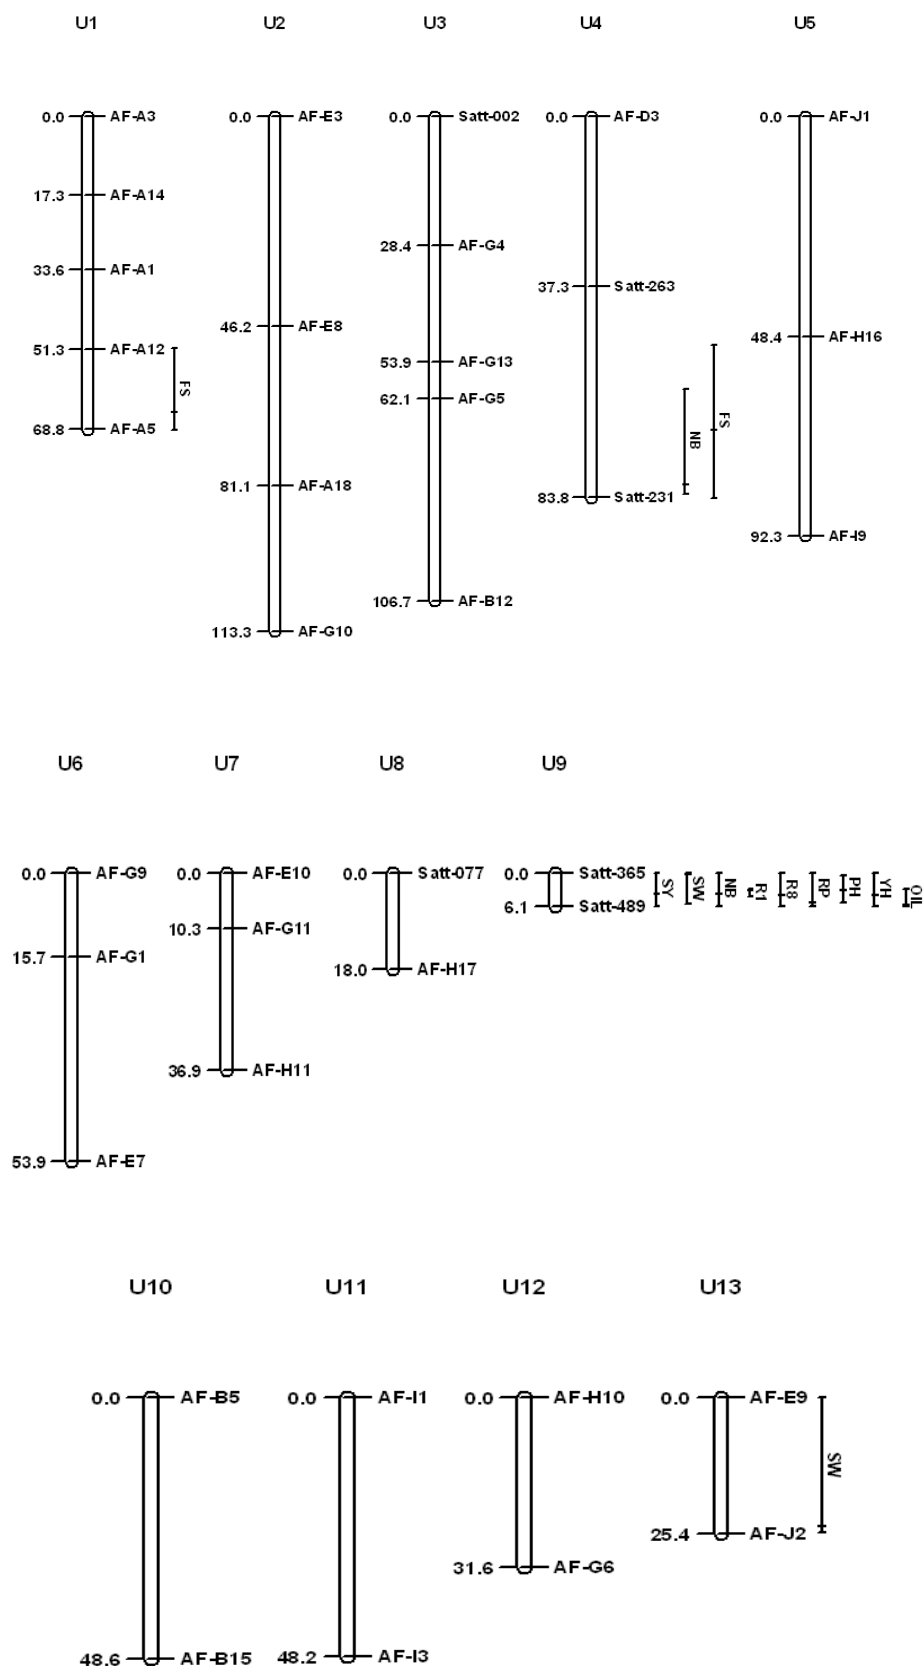 U1 U2 U3 U4 U5
0.0 AF-A3 0.0 AF-E3 0.0 Satt-002 0.0 AF-D3 0.0 AF-J1
17.3 AF-A14
28.4 AF-G4
33.6 AF-A1
37.3 Satt-263
46.2 AF-E8
48.4 AF-H16
51.3 AF-A12
53.9 AF-G13
FS
62.1 AF-G5
FS
NB
68.8 AF-A5
81.1 AF-A18
83.8 Satt-231
92.3 AF-I9
106.7 AF-B12
113.3 AF-G10
U6 U7 U8 U9
0.0 AF-G9 0.0 AF-E10 0.0 Satt-077 0.0 Satt-365
SY SW NB R1 R8 RP PH YH OIL
6.1 Satt-489
10.3 AF-G11
15.7 AF-G1
18.0 AF-H17
36.9 AF-H11
53.9 AF-E7
U10 U11 U12 U13
0.0 AF-B5 0.0 AF-I1 0.0 AF-H10 0.0 AF-E9
SW
25.4 AF-J2
31.6 AF-G6
48.6 AF-B15 48.2 AF-I3